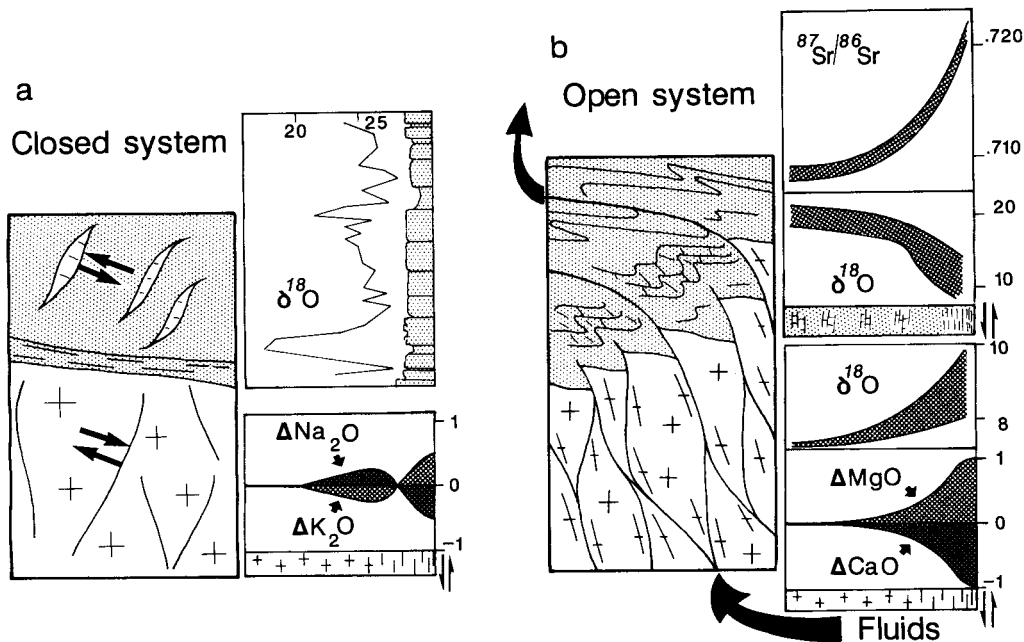 a
Closed system
20 25
δ¹⁸O
ΔNa₂O
ΔK₂O
1
0
-1
b
Open system
⁸⁷Sr/⁸⁶Sr
.720
.710
20
δ¹⁸O
10
10
δ¹⁸O
8
ΔMgO
1
0
ΔCaO
-1
Fluids